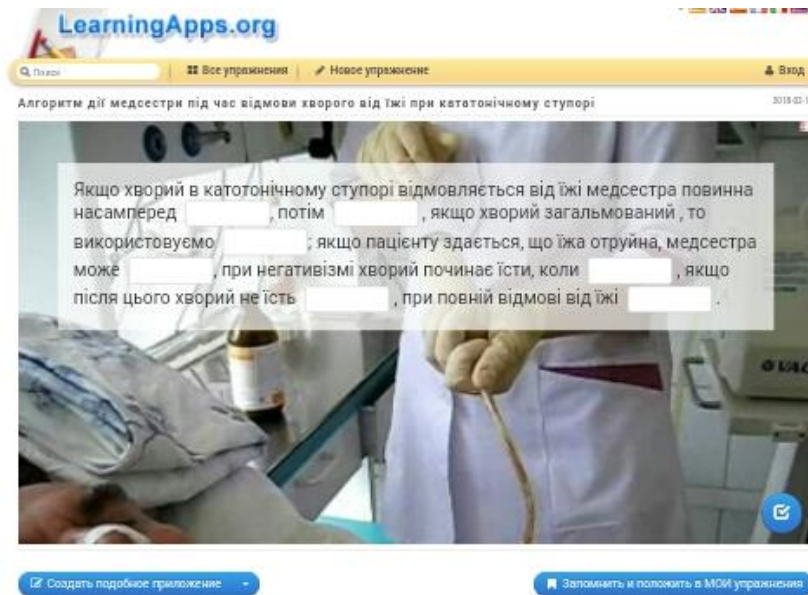 LearningApps.org
Поиск
Все упражнения
Новое упражнение
Вход
Алгоритм дії медсестри під час відмови хворого від їжі при кататонічному ступорі
Якщо хворий в катотонічному ступорі відмовляється від їжі медсестра повинна
насамперед , потім , якщо хворий загальмований , то
використовуємо ; якщо пацієнту здається, що їжа отруйна, медсестра
може , при негативізмі хворий починає їсти, коли , якщо
після цього хворий не їсть , при повній відмові від їжі .
Создать подобное приложение
Запомнить и положить в МОИ упражнения